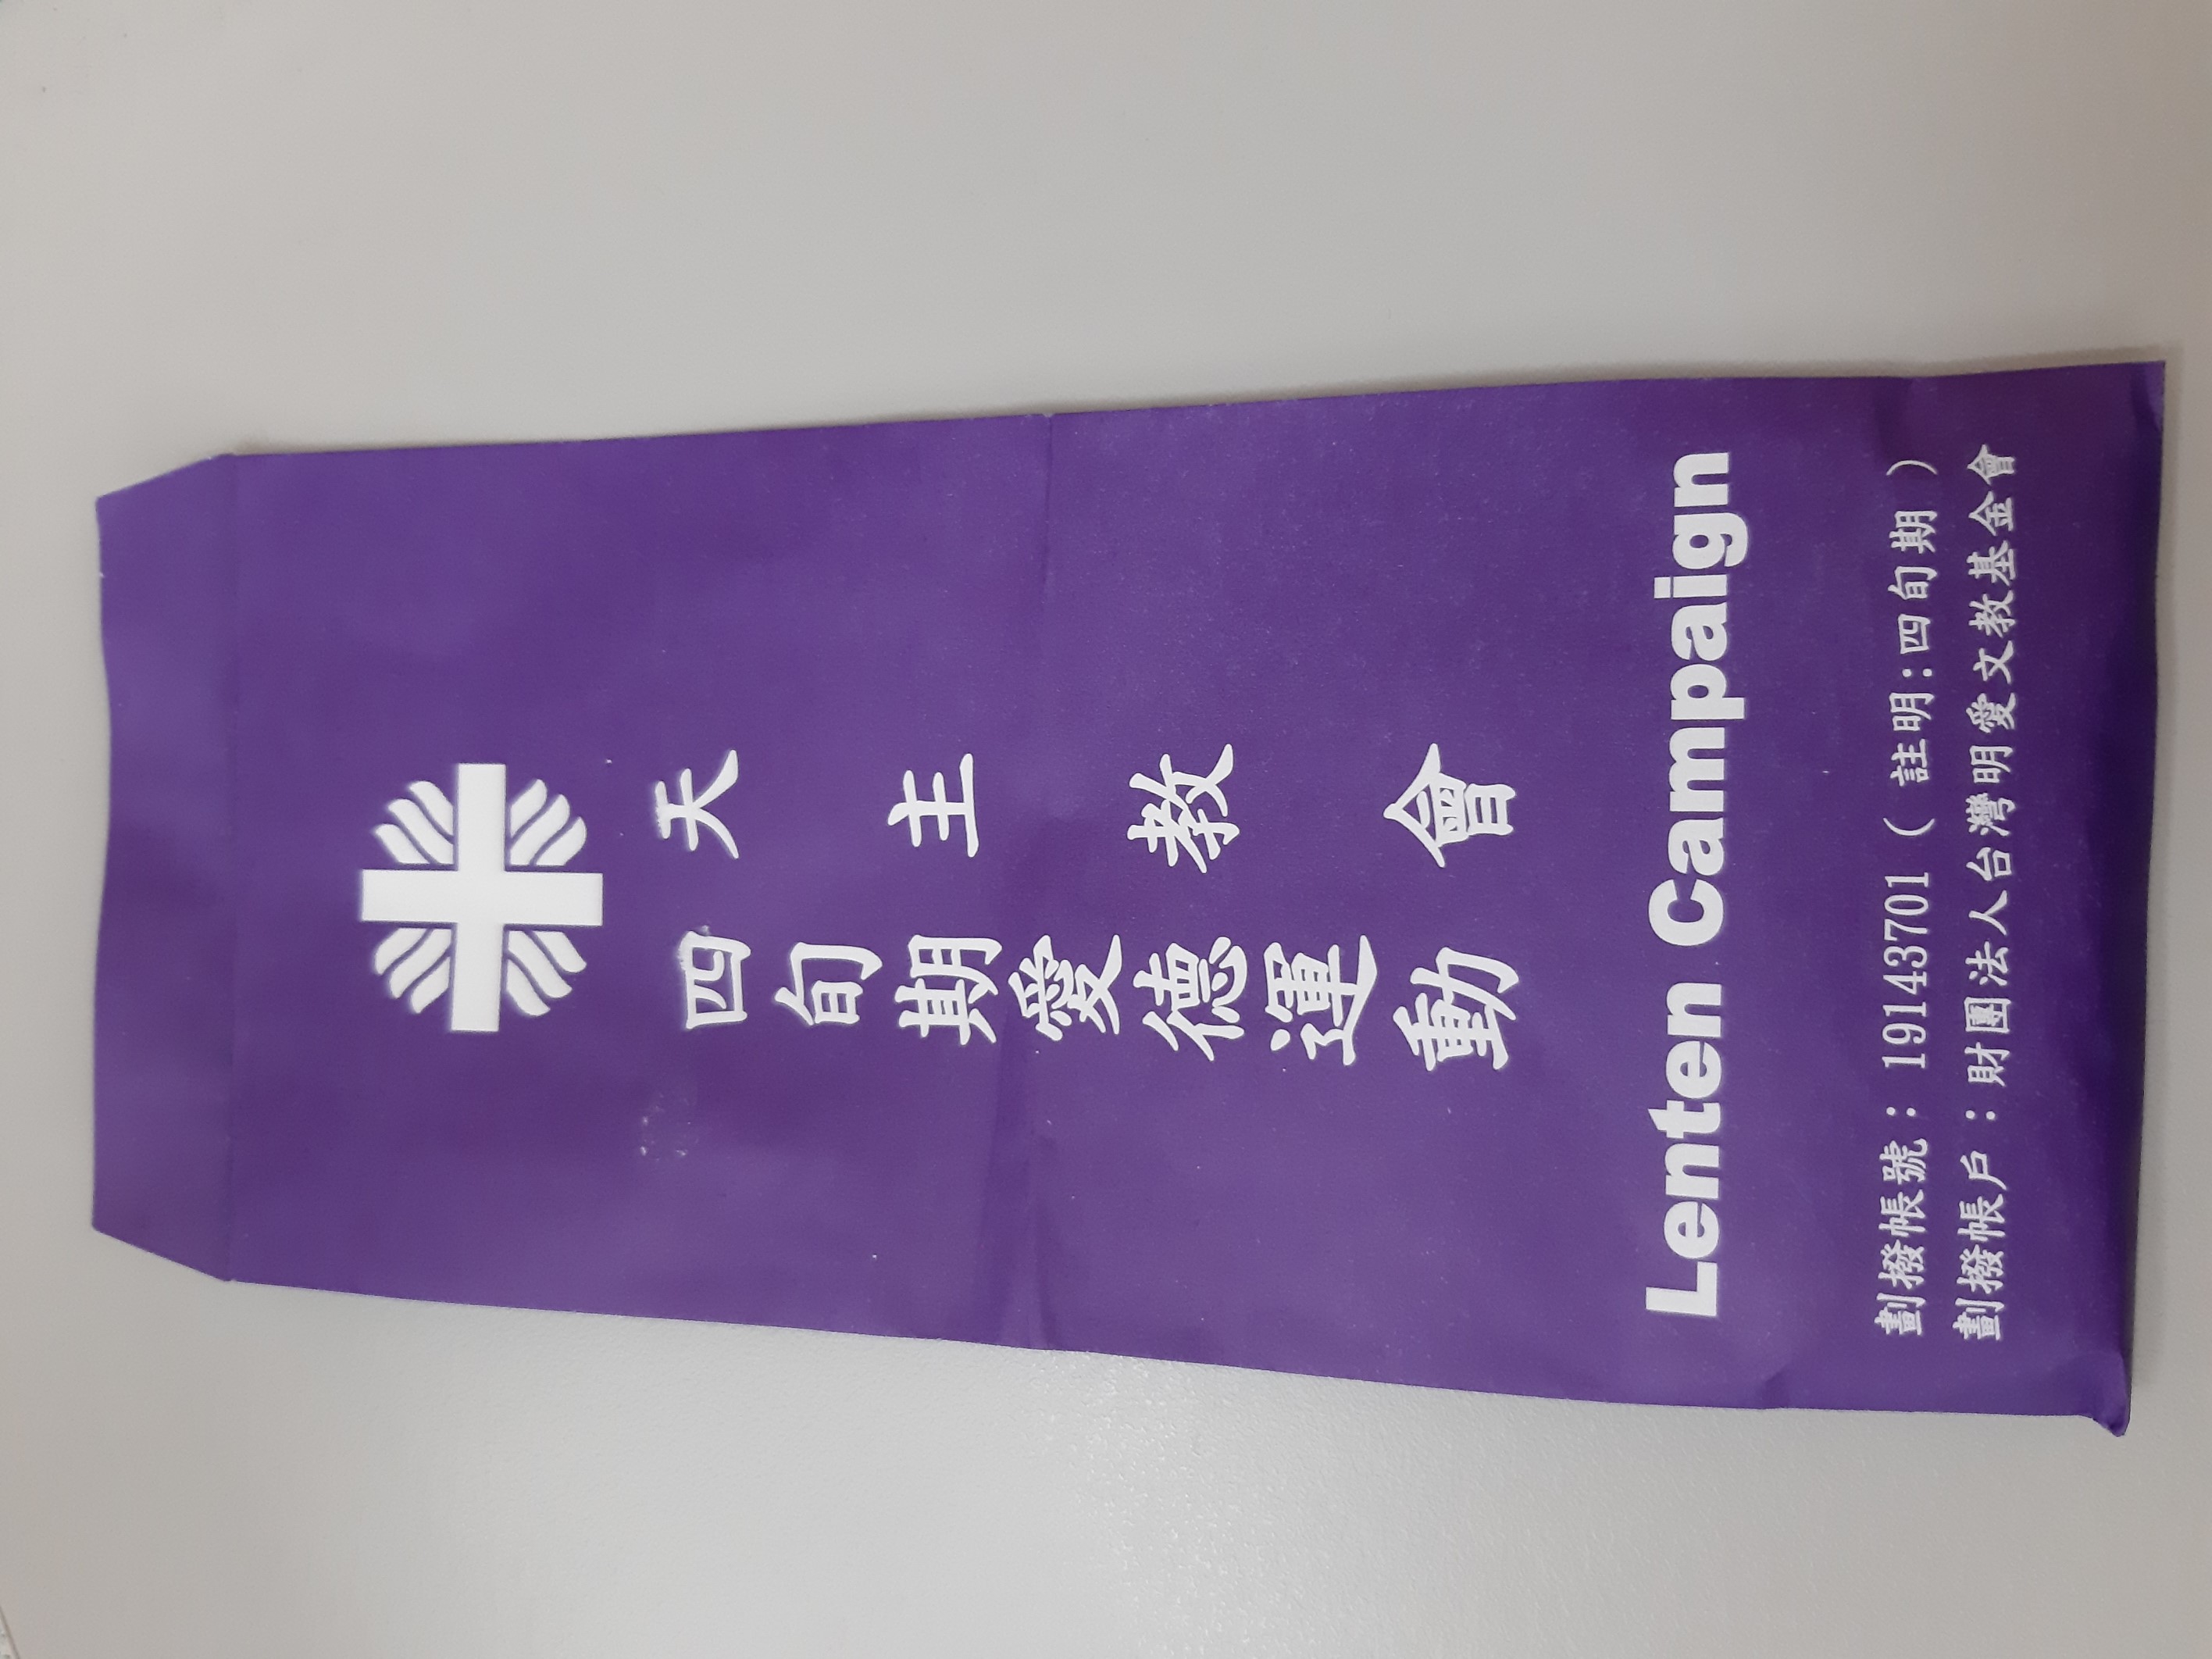 天主教會
四旬期愛德運動
Lenten Campaign
劃撥帳號：19143701（註明:四旬期）
劃撥帳戶：財團法人台灣明愛文教基金會